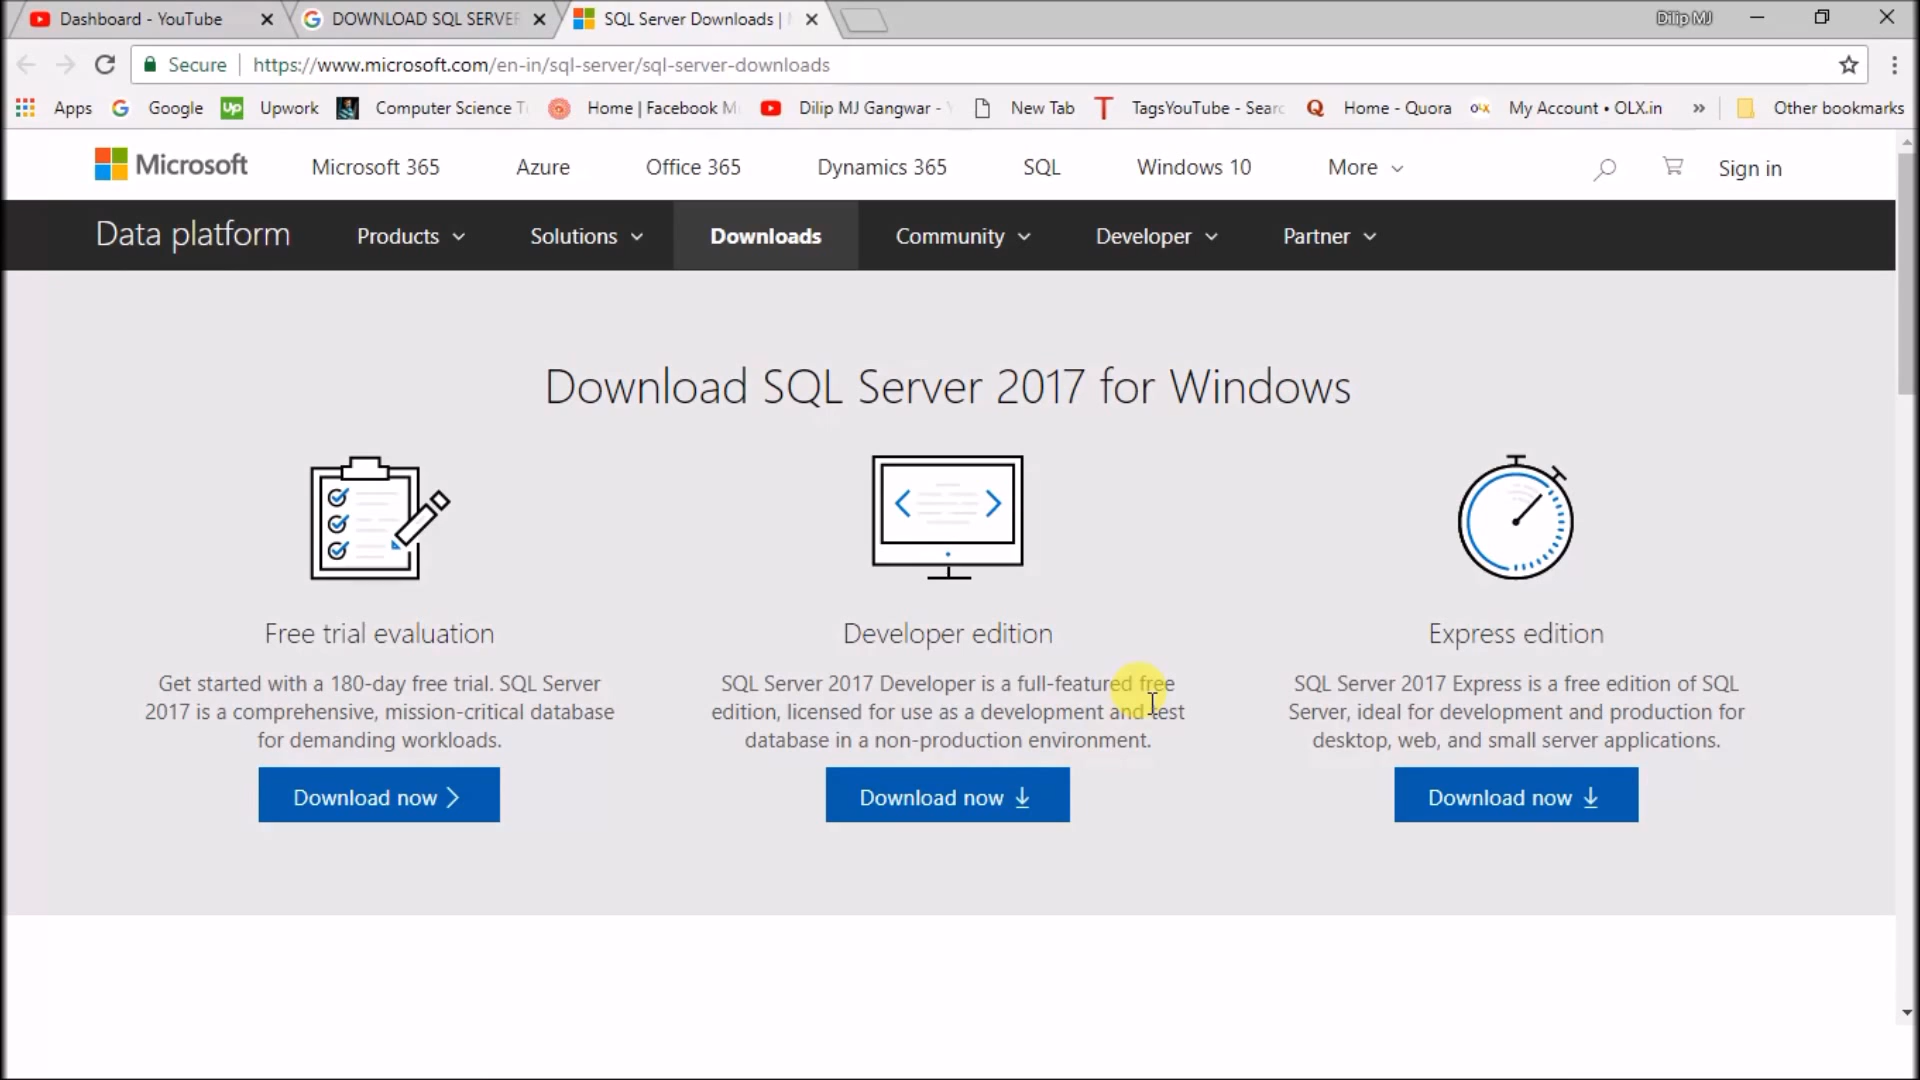 Dashboard - YouTube
DOWNLOAD SQL SERVER
SQL Server Downloads |
Dilip MJ
Secure
https://www.microsoft.com/en-in/sql-server/sql-server-downloads
Apps
Google
Up
Upwork
Computer Science T
Home | Facebook M
Dilip MJ Gangwar -
New Tab
T
TagsYouTube - Searc
Q
Home - Quora
olx
My Account • OLX.in
»
Other bookmarks
Microsoft
Microsoft 365
Azure
Office 365
Dynamics 365
SQL
Windows 10
More
Sign in
Data platform
Products
Solutions
Downloads
Community
Developer
Partner
Download SQL Server 2017 for Windows
Free trial evaluation
Get started with a 180-day free trial. SQL Server
2017 is a comprehensive, mission-critical database
for demanding workloads.
Download now
Developer edition
SQL Server 2017 Developer is a full-featured free
edition, licensed for use as a development and test
database in a non-production environment.
Download now
Express edition
SQL Server 2017 Express is a free edition of SQL
Server, ideal for development and production for
desktop, web, and small server applications.
Download now